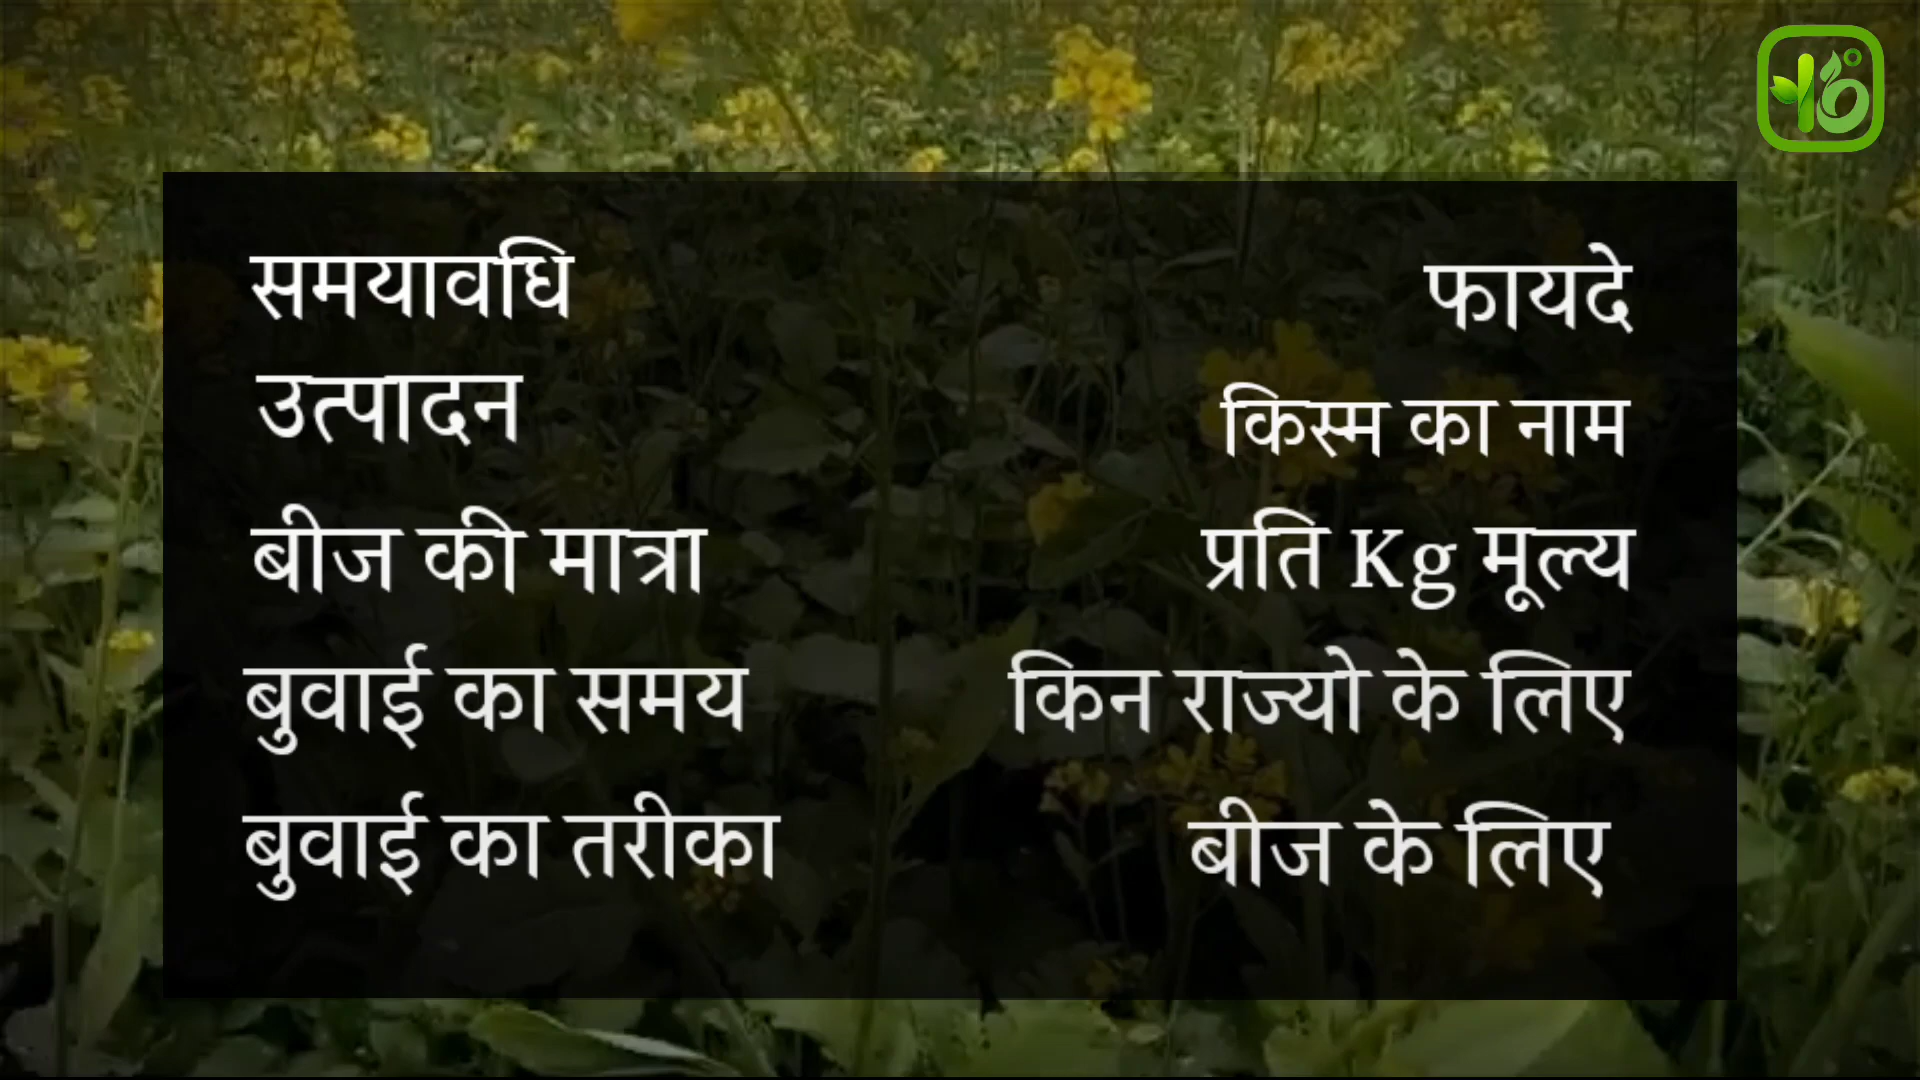 समयावधि
उत्पादन
बीज की मात्रा
बुवाई का समय
बुवाई का तरीका
फायदे
किस्म का नाम
प्रति Kg मूल्य
किन राज्यो के लिए
बीज के लिए